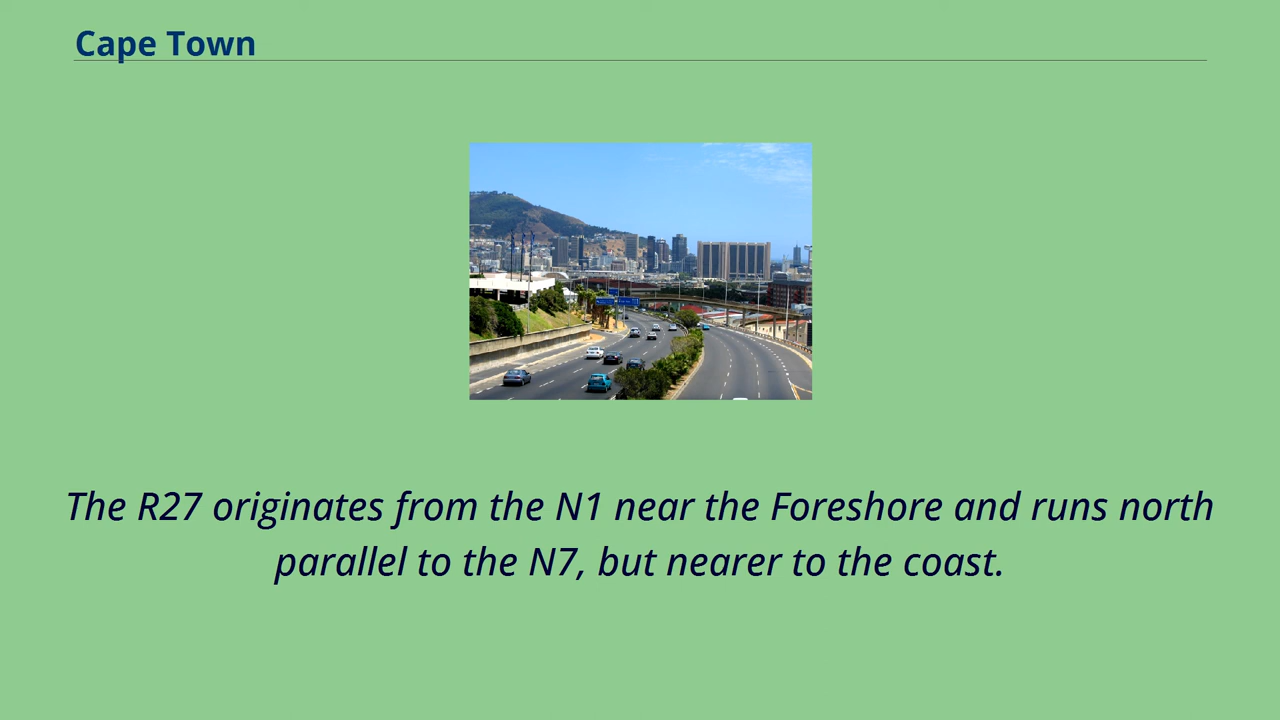 Cape Town
The R27 originates from the N1 near the Foreshore and runs north
parallel to the N7, but nearer to the coast.